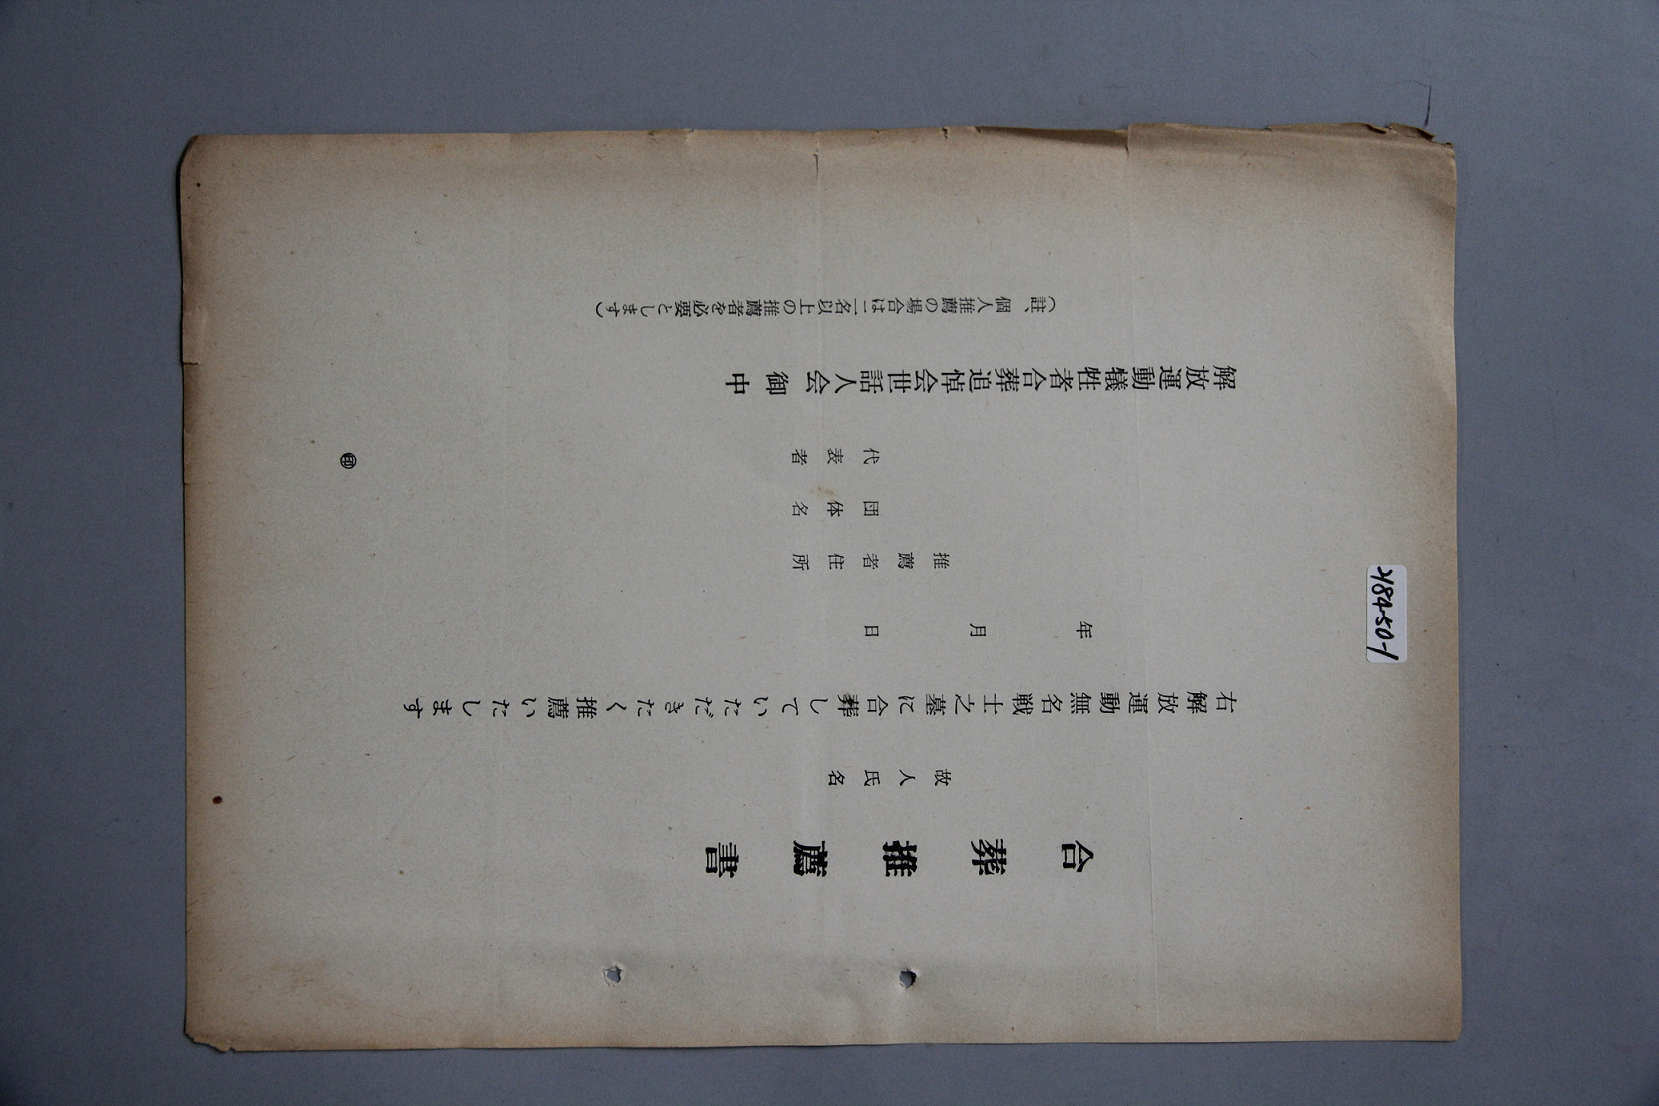 合葬推薦書
故人氏名
右解放運動無名戦士之墓に合葬していただきたく推薦いたします
年　月　日
推薦者住所
団体名
代表者
㊞
解放運動犠牲者合葬追悼会世話人会　御中
(註、個人推薦の場合は二名以上の推薦者を必要とします)
4184-50-1